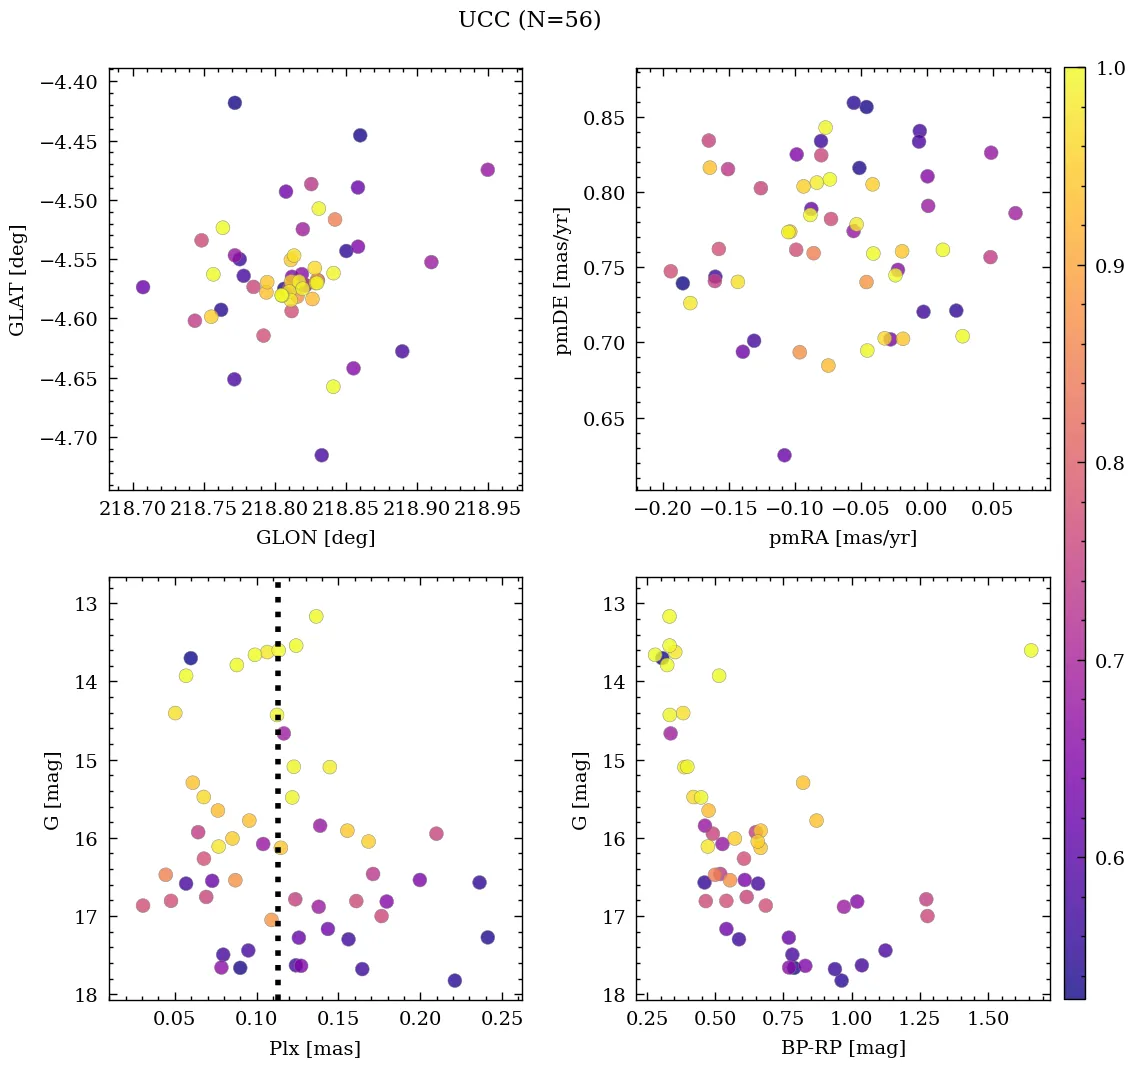 UCC (N=56)
−4.40
−4.45
−4.50
−4.55
−4.60
−4.65
−4.70
GLAT [deg]
218.70 218.75 218.80 218.85 218.90 218.95
GLON [deg]
0.85
0.80
0.75
0.70
0.65
pmDE [mas/yr]
−0.20 −0.15 −0.10 −0.05 0.00 0.05
pmRA [mas/yr]
13
14
15
16
17
18
G [mag]
0.05 0.10 0.15 0.20 0.25
Plx [mas]
13
14
15
16
17
18
G [mag]
0.25 0.50 0.75 1.00 1.25 1.50
BP-RP [mag]
1.0
0.9
0.8
0.7
0.6